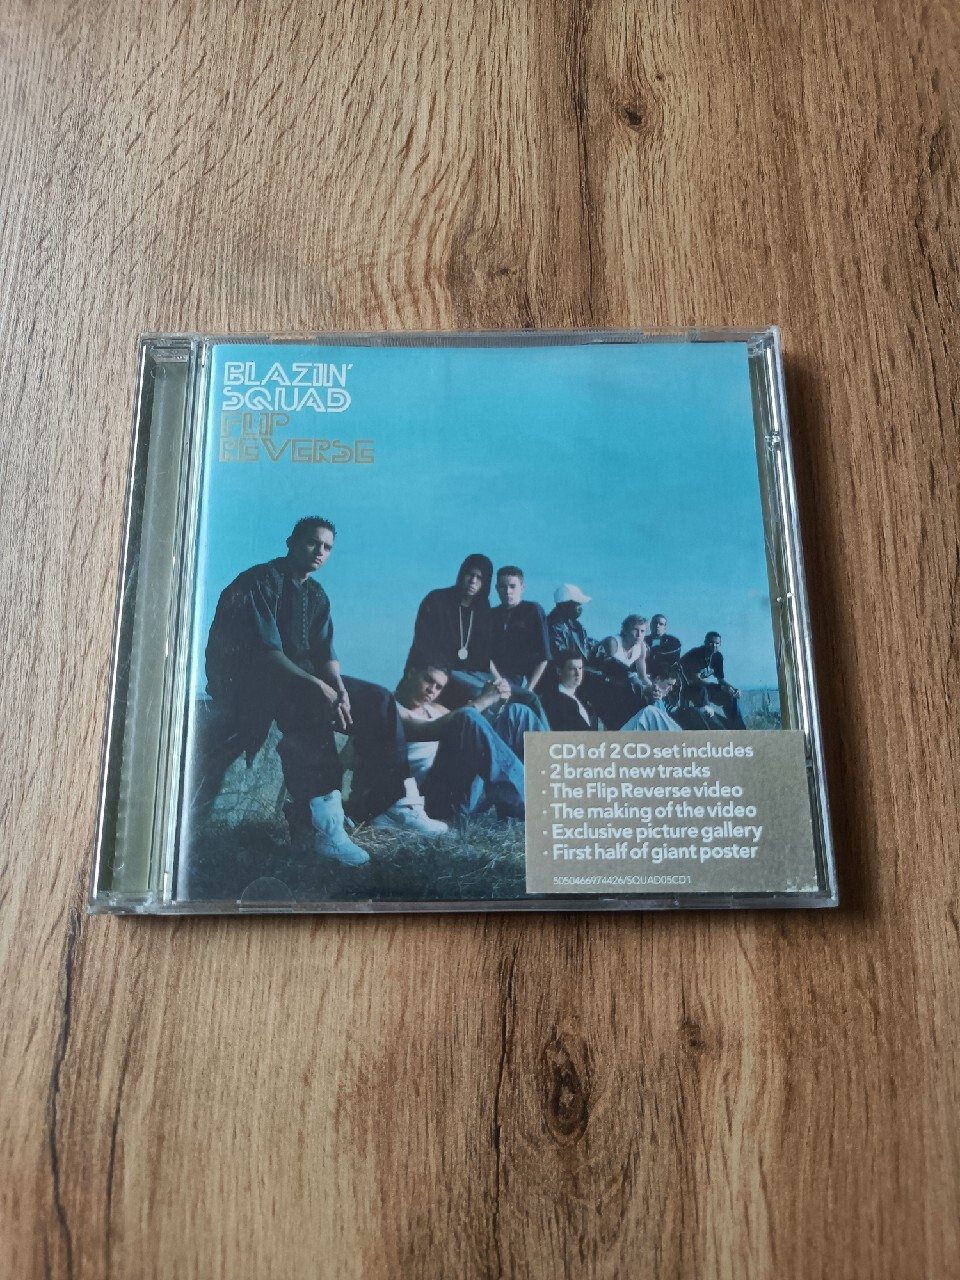 BLAZIN'
SQUAD
FLIP
REVERSE
CD1 of 2 CD set includes
· 2 brand new tracks
· The Flip Reverse video
· The making of the video
· Exclusive picture gallery
· First half of giant poster
5050466974426/SQUAD05CD1